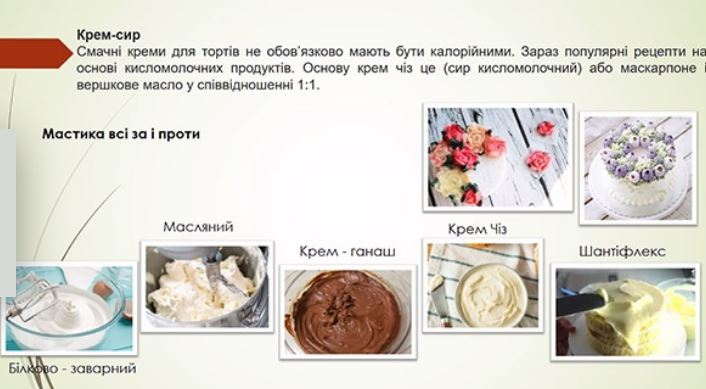 Крем-сир
Смачні креми для тортів не обов'язково мають бути калорійними. Зараз популярні рецепти на
основі кисломолочних продуктів. Основу крем чіз це (сир кисломолочний) або маскарпоне і
вершкове масло у співвідношенні 1:1.
Мастика всі за і проти
Масляний
Крем Чіз
Крем - ганаш
Шантіфлекс
Білково - заварний